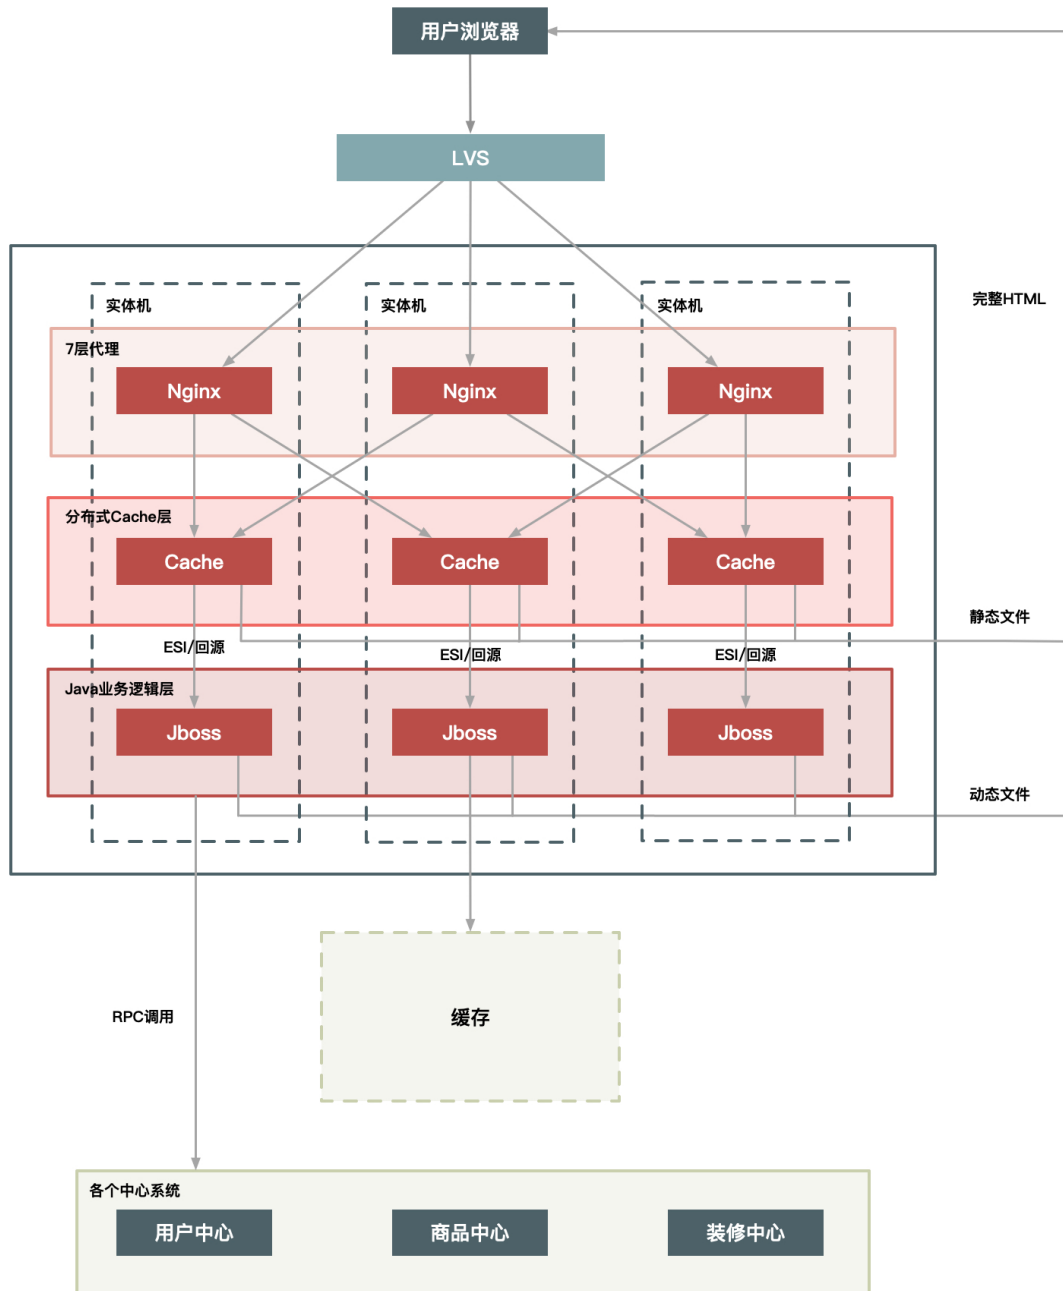 用户浏览器
LVS
完整HTML
实体机
实体机
实体机
7层代理
Nginx
Nginx
Nginx
分布式Cache层
Cache
Cache
Cache
静态文件
ESI/回源
ESI/回源
ESI/回源
Java业务逻辑层
Jboss
Jboss
Jboss
动态文件
缓存
RPC调用
各个中心系统
用户中心
商品中心
装修中心